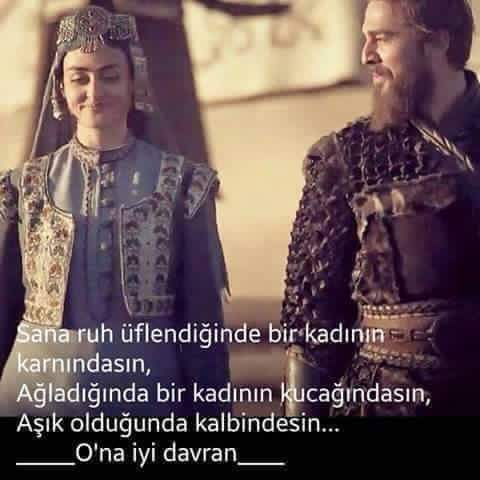 Sana ruh üflendiğinde bir kadının
karnındasın,
Ağladığında bir kadının kucağındasın,
Aşık olduğunda kalbindesin...
_____O'na iyi davran____